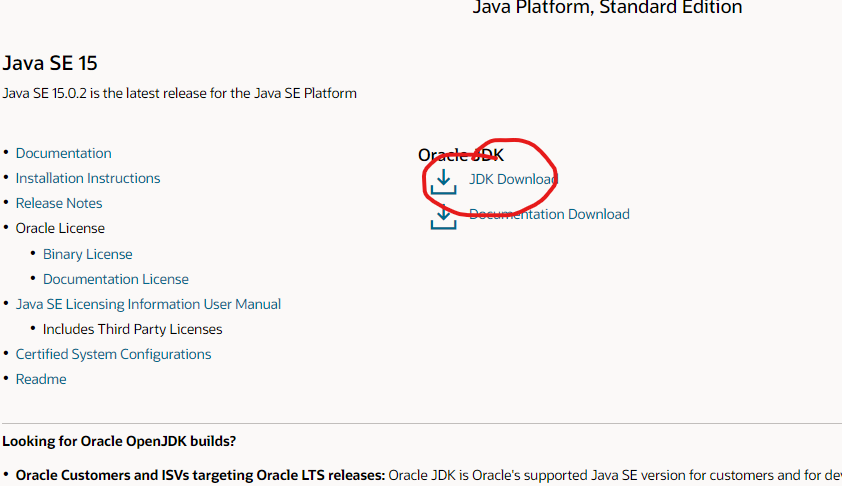 Java Platform, Standard Edition
Java SE 15
Java SE 15.0.2 is the latest release for the Java SE Platform
Documentation
Installation Instructions
Release Notes
Oracle License
Binary License
Documentation License
Java SE Licensing Information User Manual
Includes Third Party Licenses
Certified System Configurations
Readme
Oracle JDK
JDK Download
Documentation Download
Looking for Oracle OpenJDK builds?
Oracle Customers and ISVs targeting Oracle LTS releases: Oracle JDK is Oracle's supported Java SE version for customers and for de